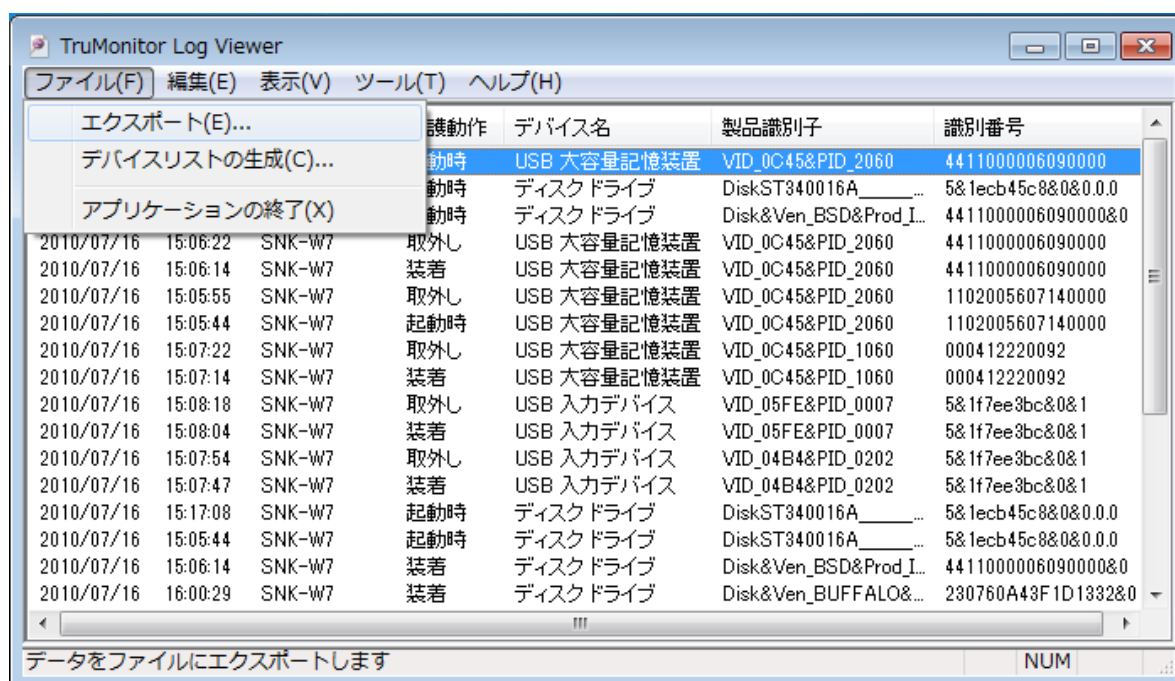 TruMonitor Log Viewer
ファイル(F) 編集(E) 表示(V) ツール(T) ヘルプ(H)
エクスポート(E)...
デバイスリストの生成(C)...
アプリケーションの終了(X)
護動作 デバイス名 製品識別子 識別番号
動時 USB 大容量記憶装置 VID_0C45&PID_2060 4411000006090000
動時 ディスク ドライブ DiskST340016A______... 5&1ecb45c8&0&0.0.0
動時 ディスク ドライブ Disk&Ven_BSD&Prod_I... 4411000006090000&0
2010/07/16 15:06:22 SNK-W7 取外し USB 大容量記憶装置 VID_0C45&PID_2060 4411000006090000
2010/07/16 15:06:14 SNK-W7 装着 USB 大容量記憶装置 VID_0C45&PID_2060 4411000006090000
2010/07/16 15:05:55 SNK-W7 取外し USB 大容量記憶装置 VID_0C45&PID_2060 1102005607140000
2010/07/16 15:05:44 SNK-W7 起動時 USB 大容量記憶装置 VID_0C45&PID_2060 1102005607140000
2010/07/16 15:07:22 SNK-W7 取外し USB 大容量記憶装置 VID_0C45&PID_1060 000412220092
2010/07/16 15:07:14 SNK-W7 装着 USB 大容量記憶装置 VID_0C45&PID_1060 000412220092
2010/07/16 15:08:18 SNK-W7 取外し USB 入力デバイス VID_05FE&PID_0007 5&1f7ee3bc&0&1
2010/07/16 15:08:04 SNK-W7 装着 USB 入力デバイス VID_05FE&PID_0007 5&1f7ee3bc&0&1
2010/07/16 15:07:54 SNK-W7 取外し USB 入力デバイス VID_04B4&PID_0202 5&1f7ee3bc&0&1
2010/07/16 15:07:47 SNK-W7 装着 USB 入力デバイス VID_04B4&PID_0202 5&1f7ee3bc&0&1
2010/07/16 15:17:08 SNK-W7 起動時 ディスク ドライブ DiskST340016A______... 5&1ecb45c8&0&0.0.0
2010/07/16 15:05:44 SNK-W7 起動時 ディスク ドライブ DiskST340016A______... 5&1ecb45c8&0&0.0.0
2010/07/16 15:06:14 SNK-W7 装着 ディスク ドライブ Disk&Ven_BSD&Prod_I... 4411000006090000&0
2010/07/16 16:00:29 SNK-W7 装着 ディスク ドライブ Disk&Ven_BUFFALO&... 230760A43F1D1332&0
データをファイルにエクスポートします NUM